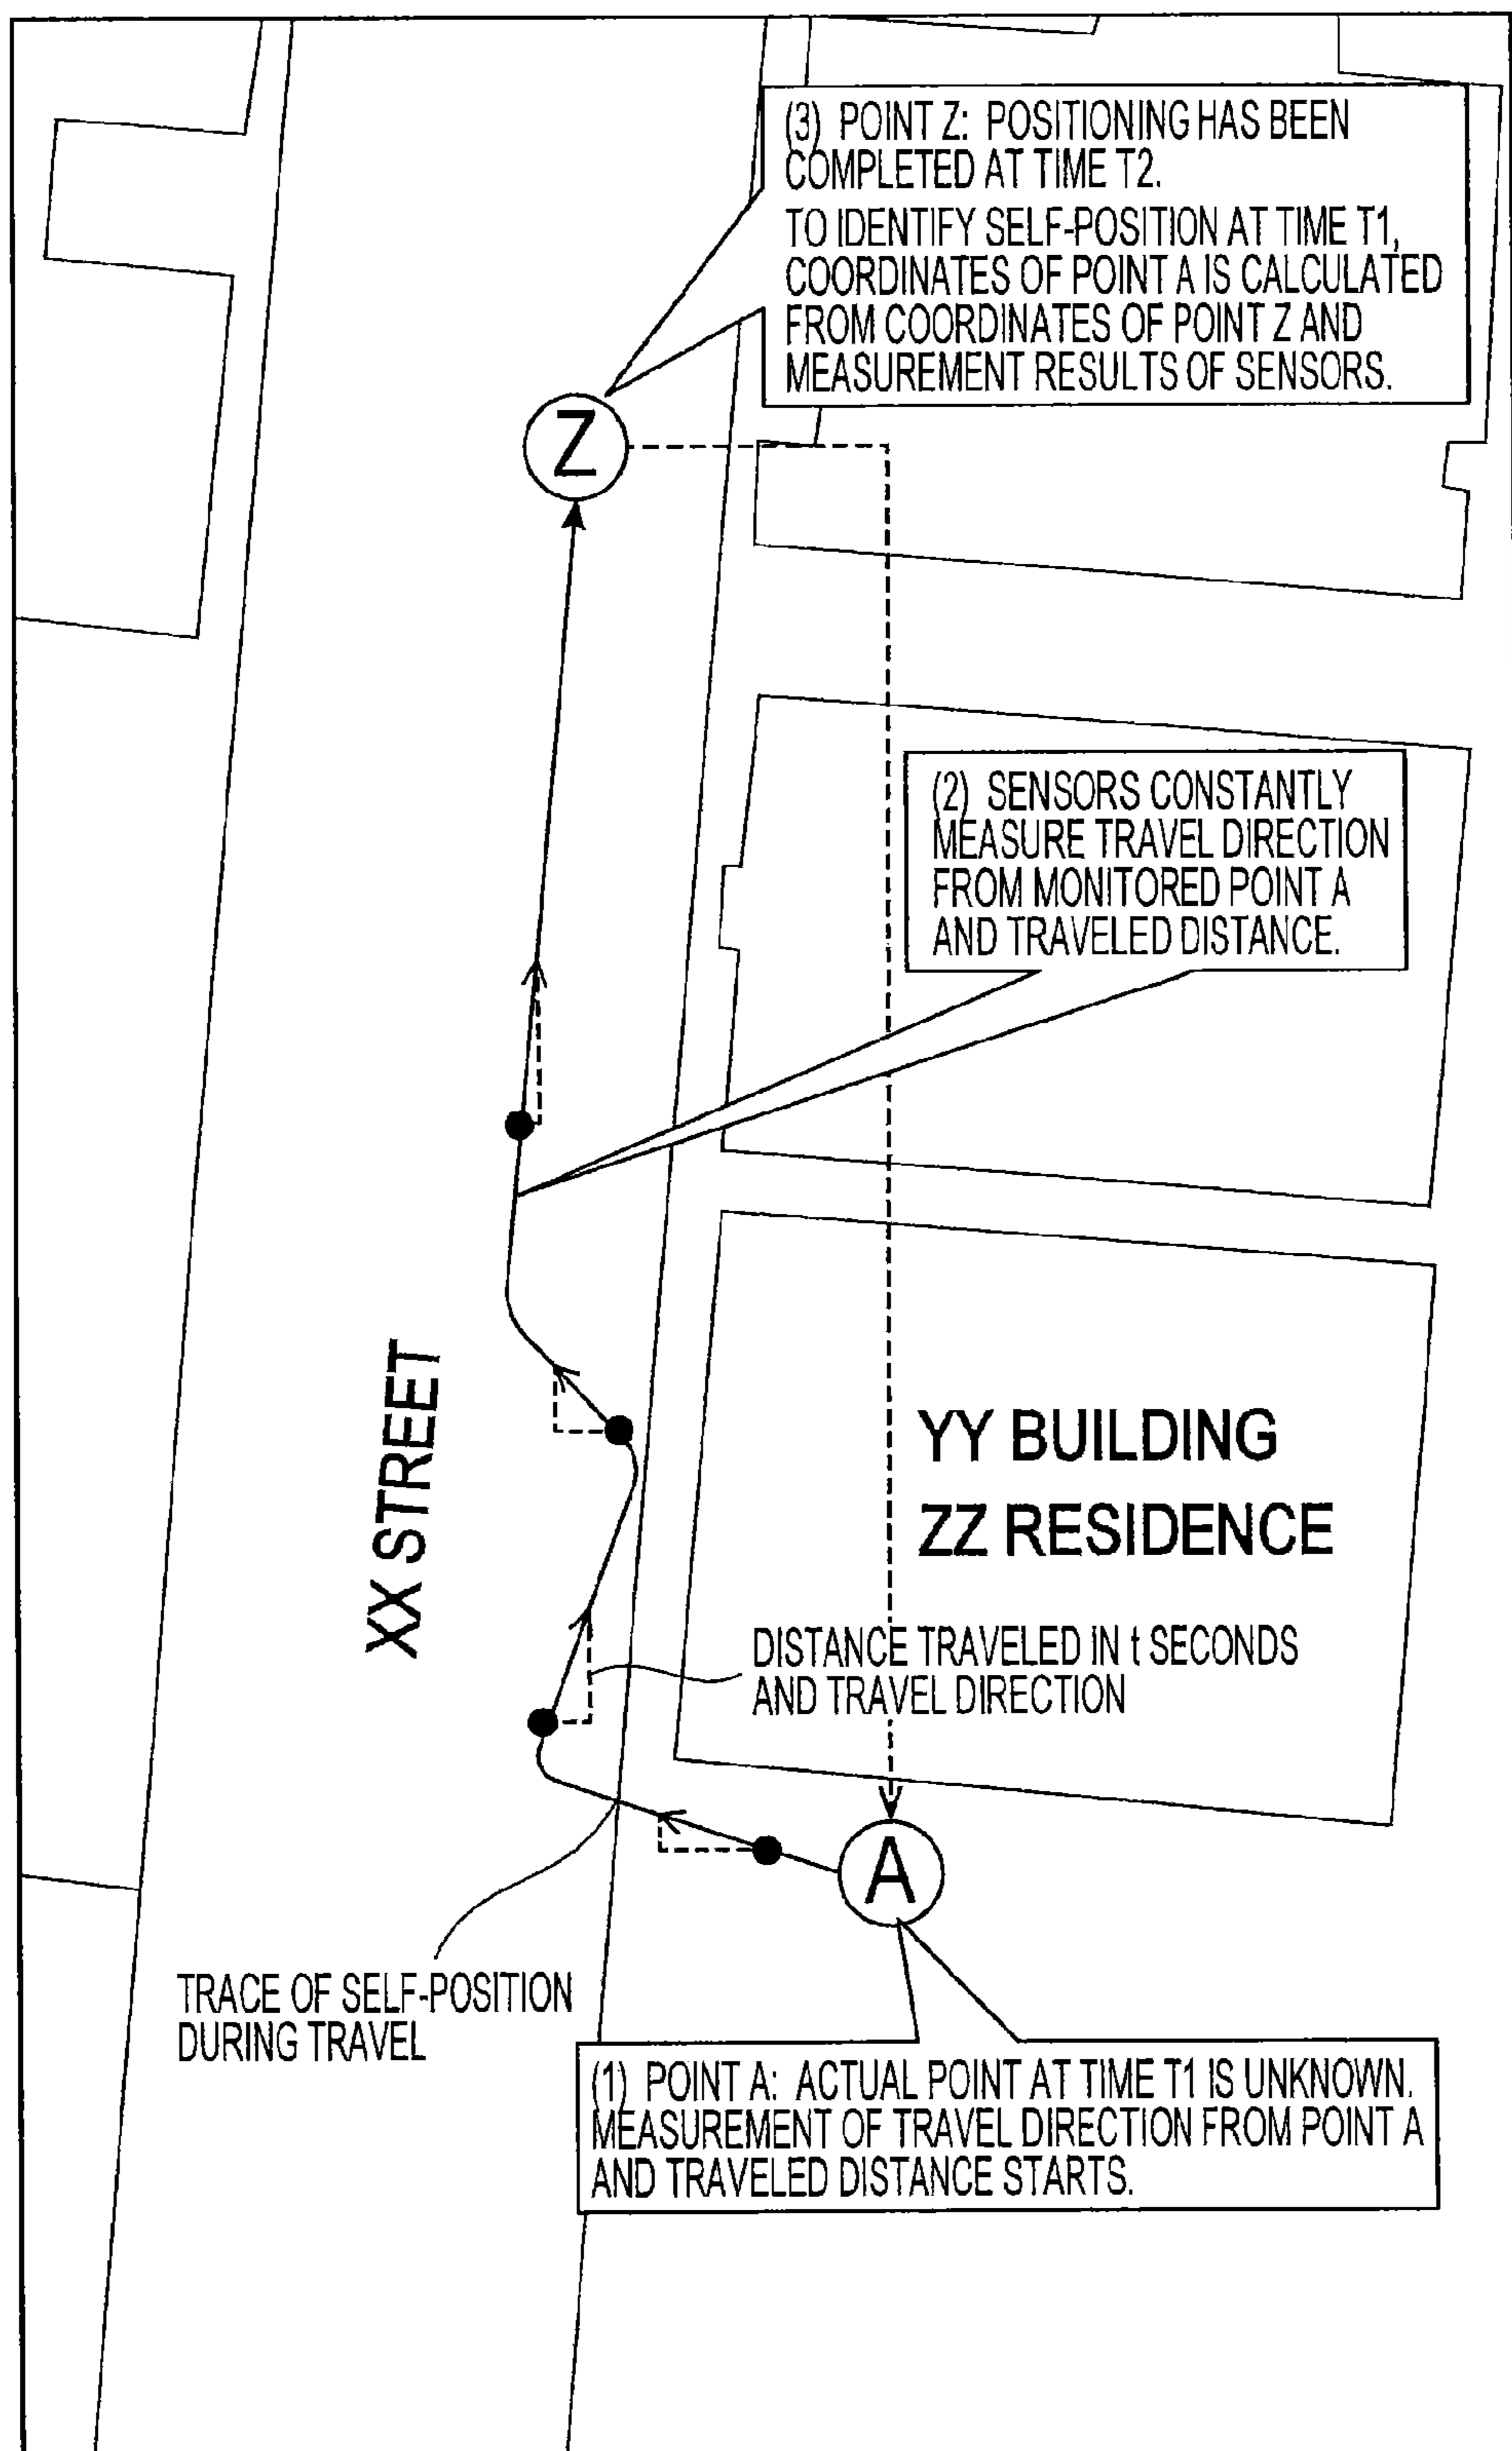 (3) POINT Z: POSITIONING HAS BEEN
COMPLETED AT TIME T2.
TO IDENTIFY SELF-POSITION AT TIME T1,
COORDINATES OF POINT A IS CALCULATED
FROM COORDINATES OF POINT Z AND
MEASUREMENT RESULTS OF SENSORS.
Z
(2) SENSORS CONSTANTLY
MEASURE TRAVEL DIRECTION
FROM MONITORED POINT A
AND TRAVELED DISTANCE.
XX STREET
YY BUILDING
ZZ RESIDENCE
DISTANCE TRAVELED IN t SECONDS
AND TRAVEL DIRECTION
A
TRACE OF SELF-POSITION
DURING TRAVEL
(1) POINT A: ACTUAL POINT AT TIME T1 IS UNKNOWN.
MEASUREMENT OF TRAVEL DIRECTION FROM POINT A
AND TRAVELED DISTANCE STARTS.